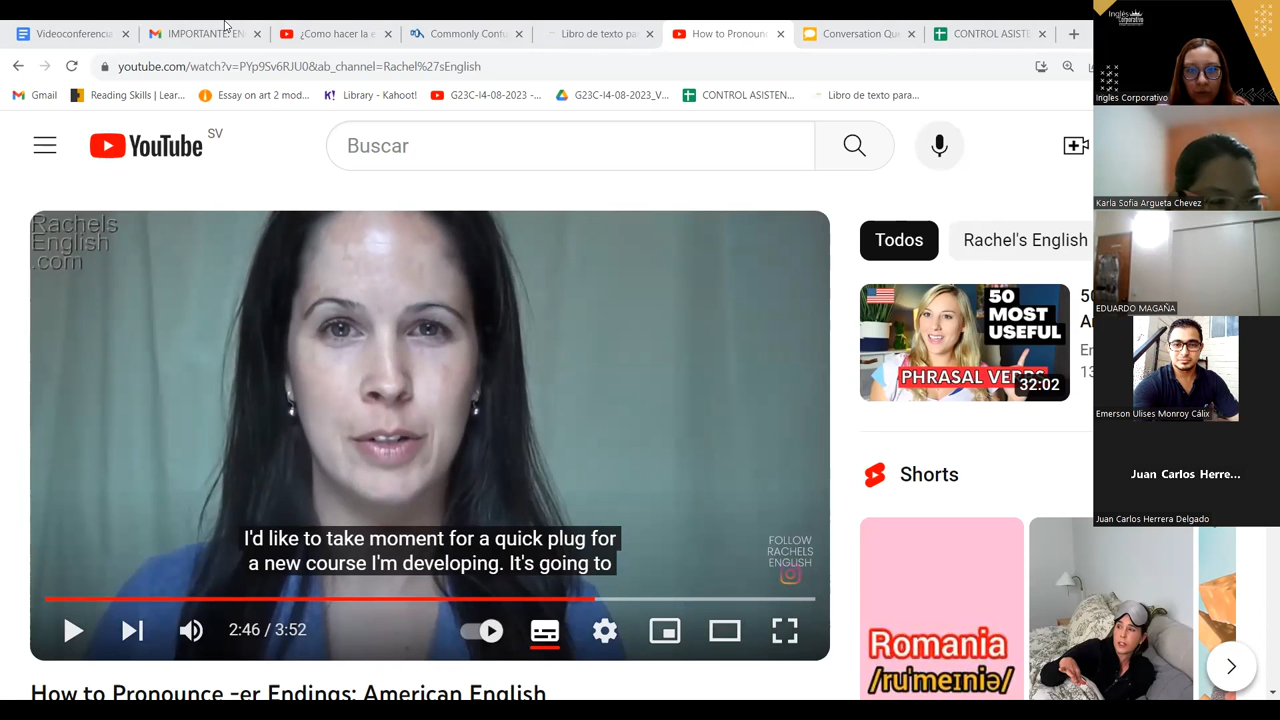 Videoconferencia
IMPORTANTE EN
¿Como hacer la e
Commonly Confu
Libro de texto pa
How to Pronounc
Conversation Qu
CONTROL ASIST
youtube.com/watch?v=PYp9Sv6RJU0&ab_channel=Rachel%27sEnglish
Gmail
Reading Skills | Lear...
Essay on art 2 mod...
Library - Kano...
G23C-I4-08-2023 -...
G23C-I4-08-2023_V...
CONTROL ASISTEN...
Libro de texto para...
YouTube SV
Buscar
Rachels
English
.com
I'd like to take moment for a quick plug for
a new course I'm developing. It's going to
FOLLOW
RACHELS
ENGLISH
2:46 / 3:52
How to Pronounce -er Endings: American English
Todos
Rachel's English
50
MOST
USEFUL
PHRASAL VERBS
32:02
Shorts
Romania
/ruˈmeɪniə/
Inglés
Corporativo
Ingles Corporativo
Karla Sofia Argueta Chevez
EDUARDO MAGAÑA
Emerson Ulises Monroy Cálix
Juan Carlos Herre...
Juan Carlos Herrera Delgado